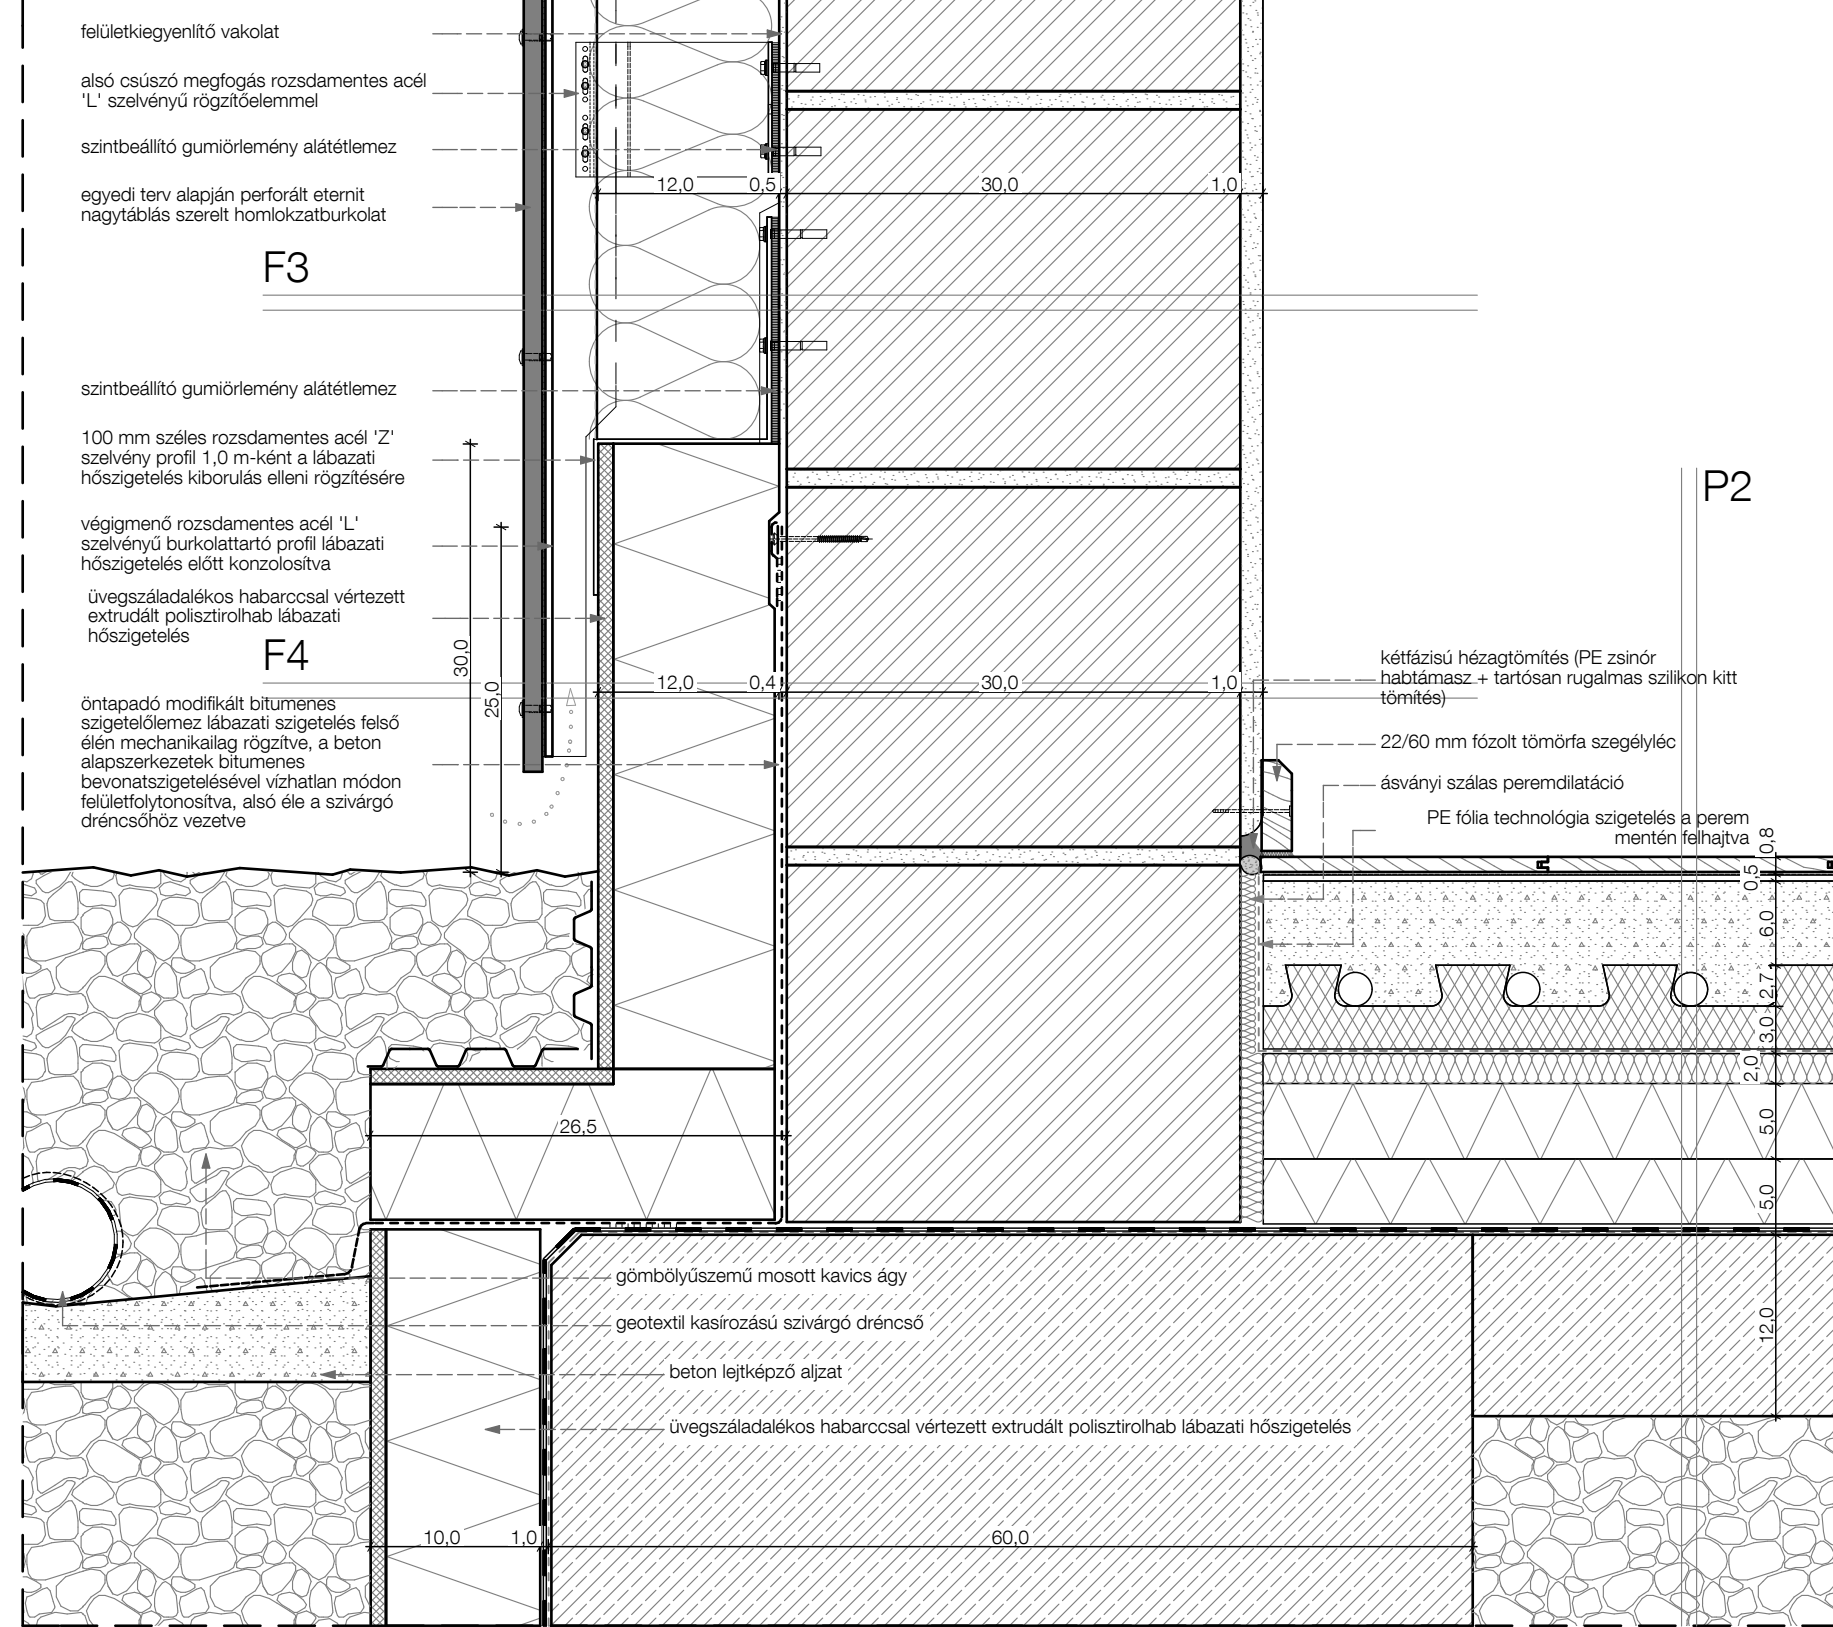 felületkiegyenlítő vakolat
alsó csúszó megfogás rozsdamentes acél
'L' szelvényű rögzítőelemmel
szintbeállító gumiörlemény alátétlemez
egyedi terv alapján perforált eternit
nagytáblás szerelt homlokzatburkolat
12,0 0,5 30,0 1,0
F3
szintbeállító gumiörlemény alátétlemez
100 mm széles rozsdamentes acél 'Z'
szelvény profil 1,0 m-ként a lábazati
hőszigetelés kiborulás elleni rögzítésére
végigmenő rozsdamentes acél 'L'
szelvényű burkolattartó profil lábazati
hőszigetelés előtt konzolosítva
üvegszáladalékos habarccsal vértezett
extrudált polisztirolhab lábazati
hőszigetelés
F4
öntapadó modifikált bitumenes
szigetelőlemez lábazati szigetelés felső
élén mechanikailag rögzítve, a beton
alapszerkezetek bitumenes
bevonatszigetelésével vízhatlan módon
felületfolytonosítva, alsó éle a szivárgó
dréncsőhöz vezetve
30,0
25,0
12,0 0,4 30,0 1,0
P2
kétfázisú hézagtömítés (PE zsinór
habtámasz + tartósan rugalmas szilikon kitt
tömítés)
22/60 mm fózolt tömörfa szegélyléc
ásványi szálas peremdilatáció
PE fólia technológia szigetelés a perem
mentén felhajtva
0,8
0,5
6,0
2,7
3,0
2,0
5,0
5,0
12,0
26,5
gömbölyűszemű mosott kavics ágy
geotextil kasírozású szivárgó dréncső
beton lejtképző aljzat
üvegszáladalékos habarccsal vértezett extrudált polisztirolhab lábazati hőszigetelés
10,0 1,0 60,0